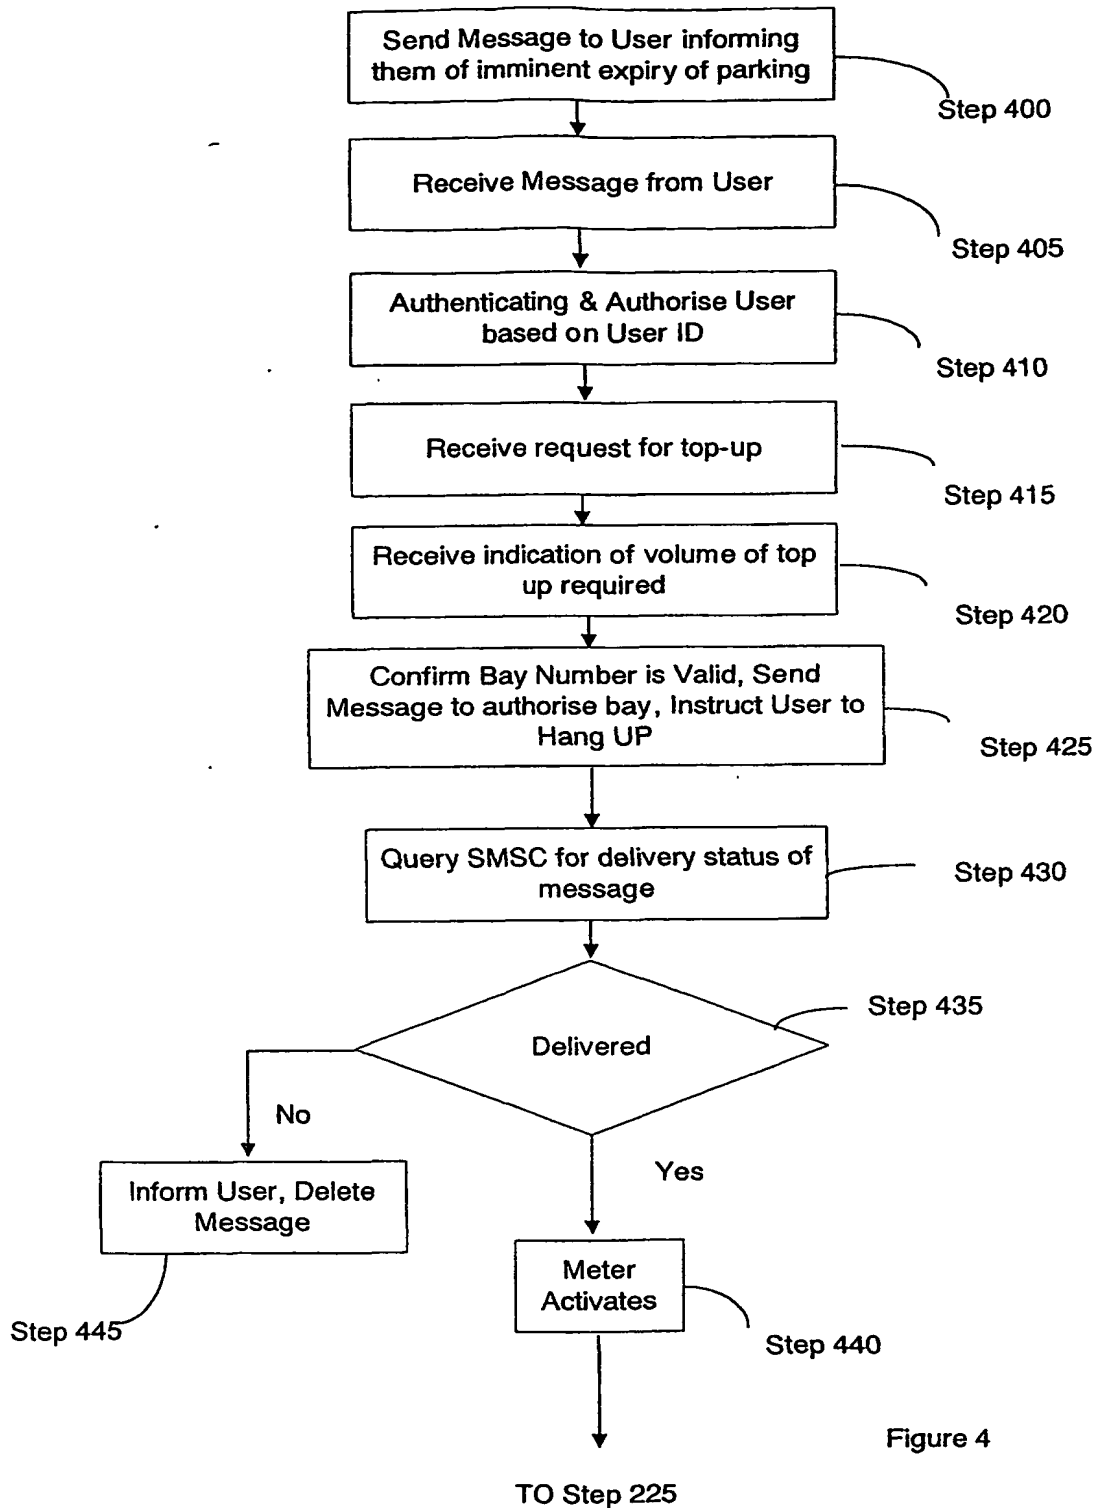 Send Message to User informing
them of imminent expiry of parking
Step 400
Receive Message from User
Step 405
Authenticating & Authorise User
based on User ID
Step 410
Receive request for top-up
Step 415
Receive indication of volume of top
up required
Step 420
Confirm Bay Number is Valid, Send
Message to authorise bay, Instruct User to
Hang UP
Step 425
Query SMSC for delivery status of
message
Step 430
Step 435
Delivered
No
Yes
Inform User, Delete
Message
Step 445
Meter
Activates
Step 440
Figure 4
TO Step 225